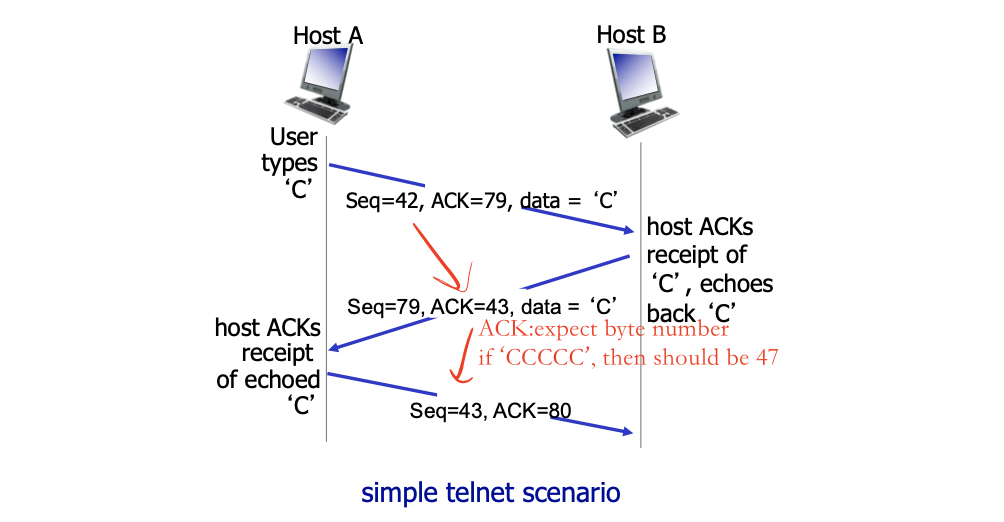 Host A
Host B
User
types
‘C’
Seq=42, ACK=79, data = ‘C’
host ACKs
receipt of
‘C’, echoes
back ‘C’
Seq=79, ACK=43, data = ‘C’
ACK:expect byte number
if ‘CCCCC’, then should be 47
host ACKs
receipt
of echoed
‘C’
Seq=43, ACK=80
simple telnet scenario